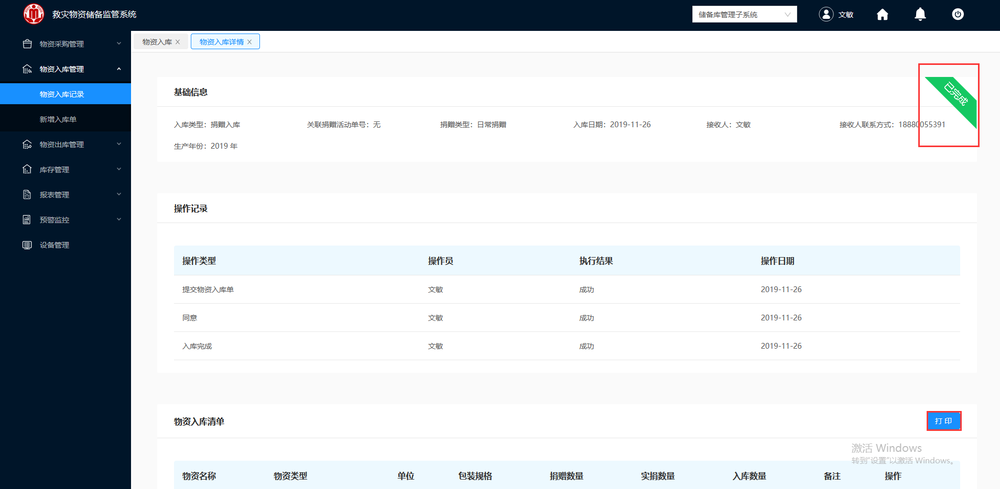 救灾物资储备监管系统
储备库管理子系统
文敏
物资采购管理
物资入库管理
物资入库记录
新增入库单
物资出库管理
库存管理
报表管理
预警监控
设备管理
物资入库 物资入库详情
已完成
基础信息
入库类型：捐赠入库 关联捐赠活动单号：无 捐赠类型：日常捐赠 入库日期：2019-11-26 接收人：文敏 接收人联系方式：18880055391
生产年份：2019 年
操作记录
操作类型 操作员 执行结果 操作日期
提交物资入库单 文敏 成功 2019-11-26
同意 文敏 成功 2019-11-26
入库完成 文敏 成功 2019-11-26
物资入库清单
打印
激活 Windows
转到“设置”以激活 Windows。
物资名称 物资类型 单位 包装规格 捐赠数量 实捐数量 入库数量 备注 操作